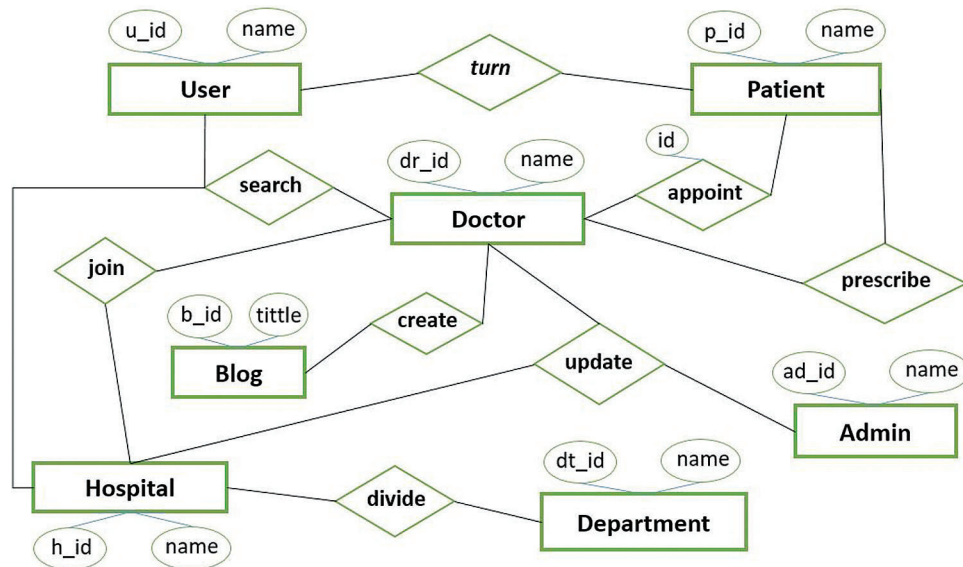 u_id
name
p_id
name
User
turn
Patient
id
dr_id
name
search
appoint
Doctor
join
prescribe
b_id
tittle
create
update
Blog
ad_id
name
Admin
dt_id
name
Hospital
divide
Department
h_id
name